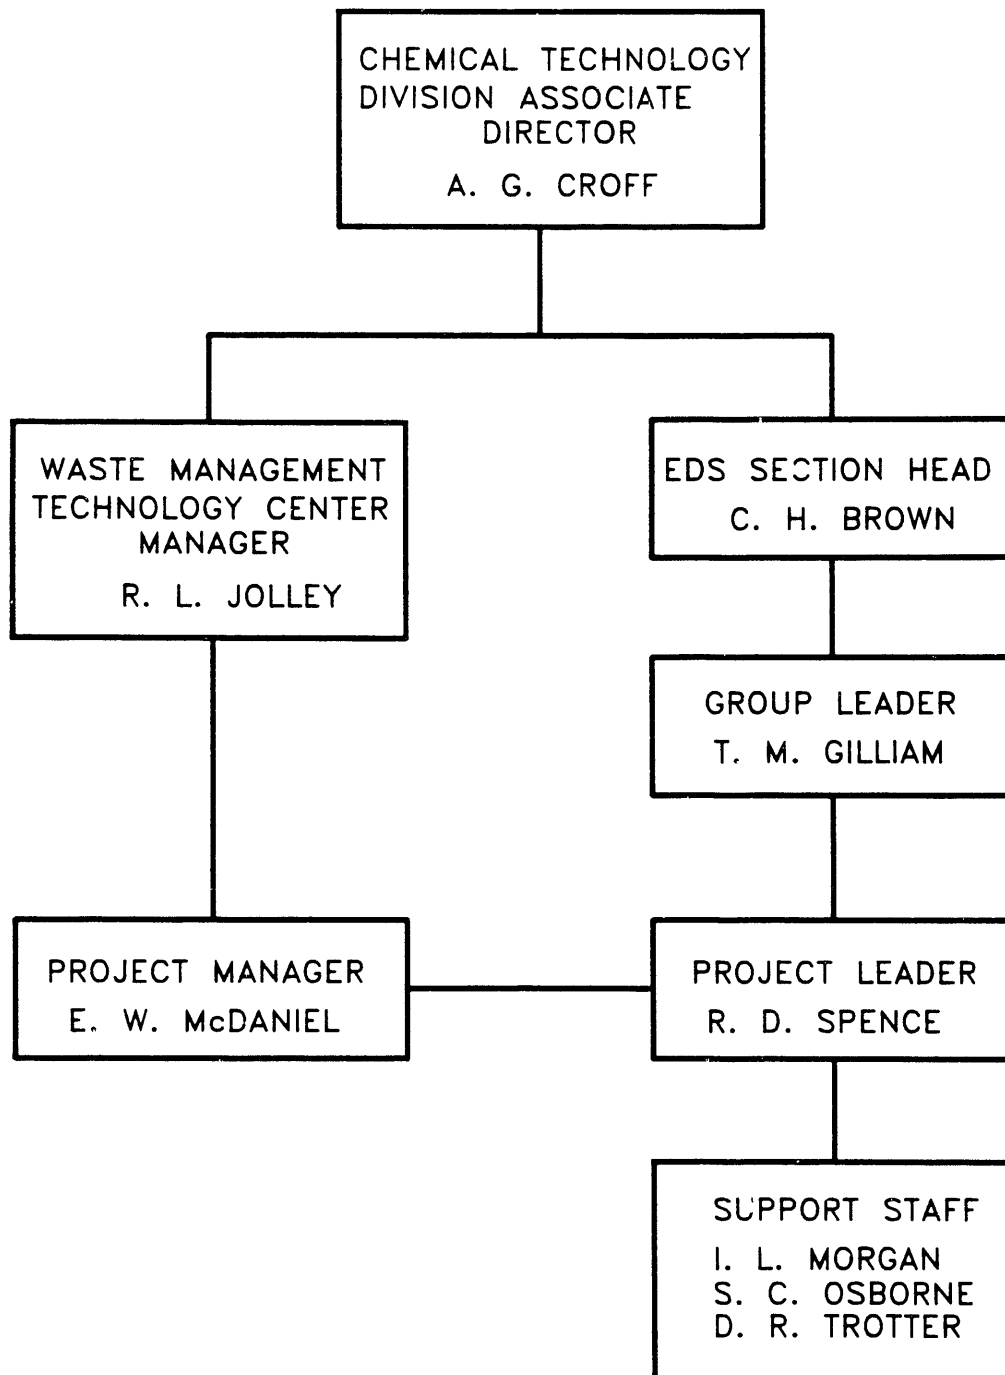 CHEMICAL TECHNOLOGY
DIVISION ASSOCIATE
DIRECTOR
A. G. CROFF
WASTE MANAGEMENT
TECHNOLOGY CENTER
MANAGER
R. L. JOLLEY
EDS SECTION HEAD
C. H. BROWN
GROUP LEADER
T. M. GILLIAM
PROJECT MANAGER
E. W. McDANIEL
PROJECT LEADER
R. D. SPENCE
SUPPORT STAFF
I. L. MORGAN
S. C. OSBORNE
D. R. TROTTER